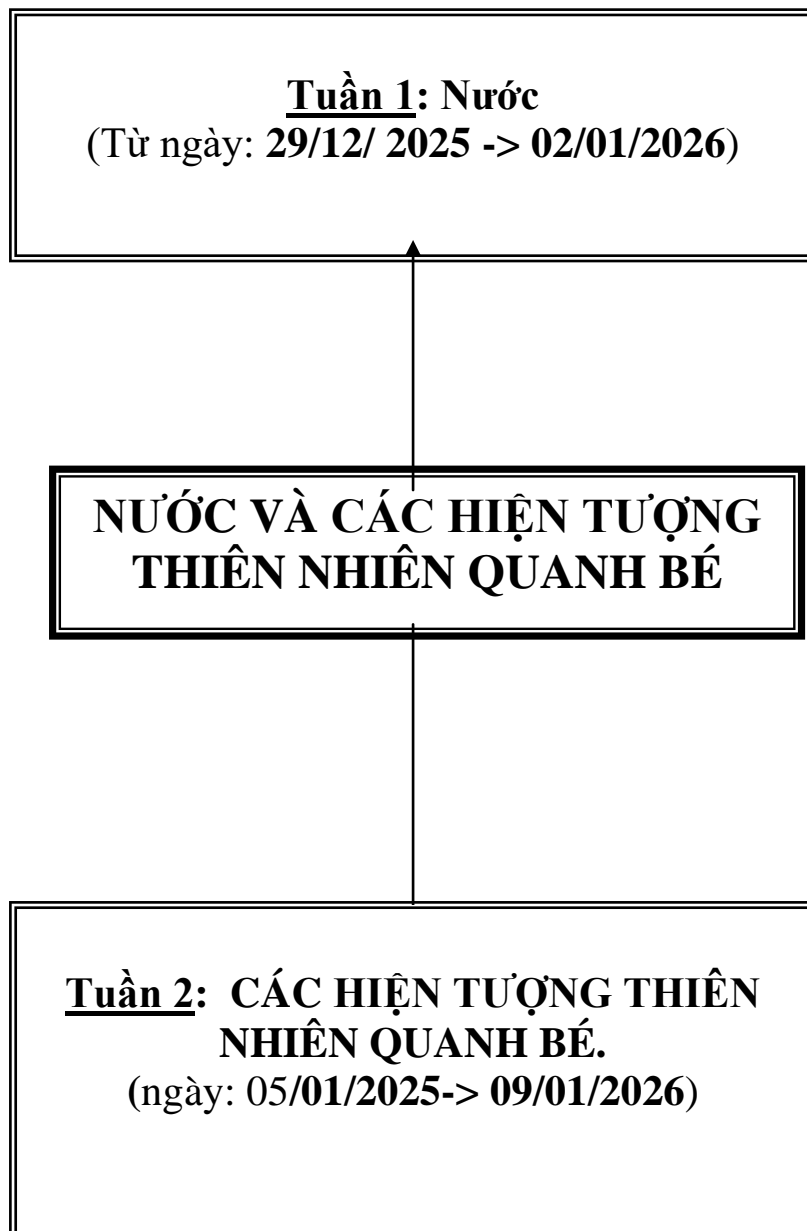 Tuần 1: Nước
(Từ ngày: 29/12/ 2025 -> 02/01/2026)
NƯỚC VÀ CÁC HIỆN TƯỢNG
THIÊN NHIÊN QUANH BÉ
Tuần 2: CÁC HIỆN TƯỢNG THIÊN
NHIÊN QUANH BÉ.
(ngày: 05/01/2025-> 09/01/2026)